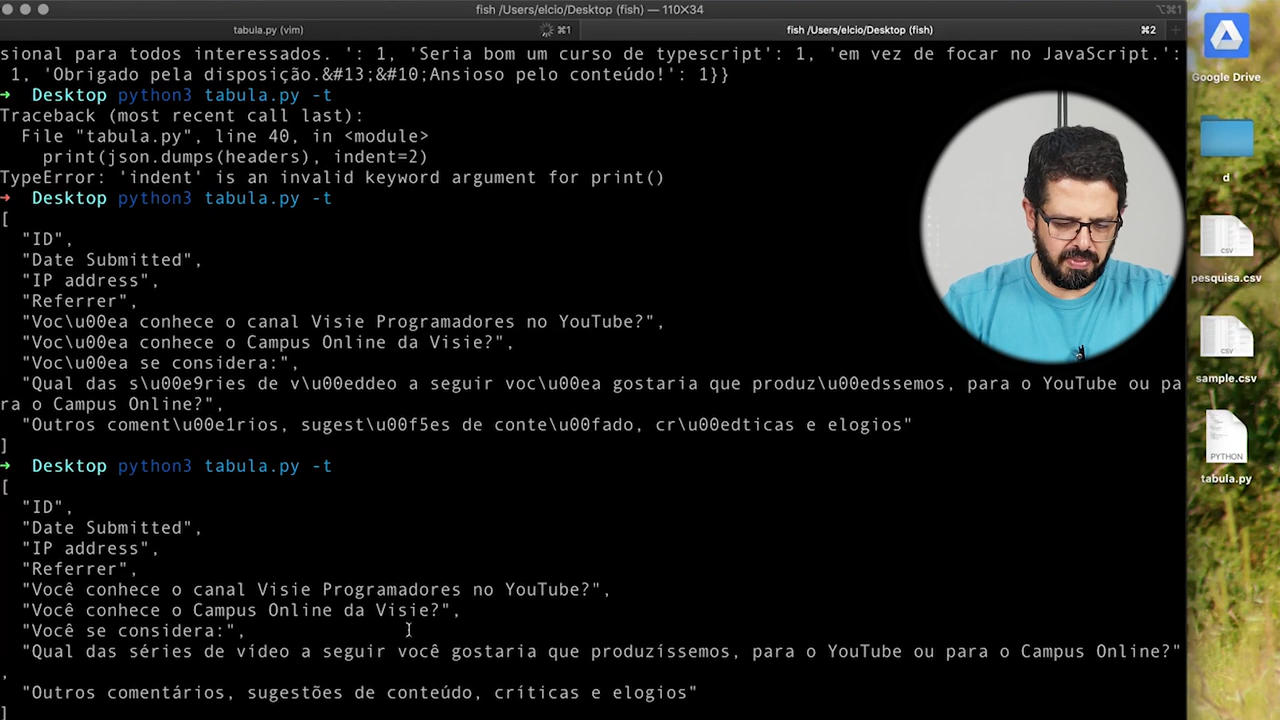 fish /Users/elcio/Desktop (fish) — 110×34
⌥⌘1
tabula.py (vim)
⌘1
fish /Users/elcio/Desktop (fish)
⌘2
+
sional para todos interessados. ': 1, 'Seria bom um curso de typescript': 1, 'em vez de focar no JavaScript.':
1, 'Obrigado pela disposição.&#13;&#10;Ansioso pelo conteúdo!': 1}}
➜ Desktop python3 tabula.py -t
Traceback (most recent call last):
File "tabula.py", line 40, in <module>
print(json.dumps(headers), indent=2)
TypeError: 'indent' is an invalid keyword argument for print()
➜ Desktop python3 tabula.py -t
[
"ID",
"Date Submitted",
"IP address",
"Referrer",
"Voc\u00ea conhece o canal Visie Programadores no YouTube?",
"Voc\u00ea conhece o Campus Online da Visie?",
"Voc\u00ea se considera:",
"Qual das s\u00e9ries de v\u00eddeo a seguir voc\u00ea gostaria que produz\u00edssemos, para o YouTube ou pa
ra o Campus Online?",
"Outros coment\u00e1rios, sugest\u00f5es de conte\u00fado, cr\u00edticas e elogios"
]
➜ Desktop python3 tabula.py -t
[
"ID",
"Date Submitted",
"IP address",
"Referrer",
"Você conhece o canal Visie Programadores no YouTube?",
"Você conhece o Campus Online da Visie?",
"Você se considera:",
"Qual das séries de vídeo a seguir você gostaria que produzíssemos, para o YouTube ou para o Campus Online?"
,
"Outros comentários, sugestões de conteúdo, críticas e elogios"
]
Google Drive
d
CSV
pesquisa.csv
CSV
sample.csv
PYTHON
tabula.py